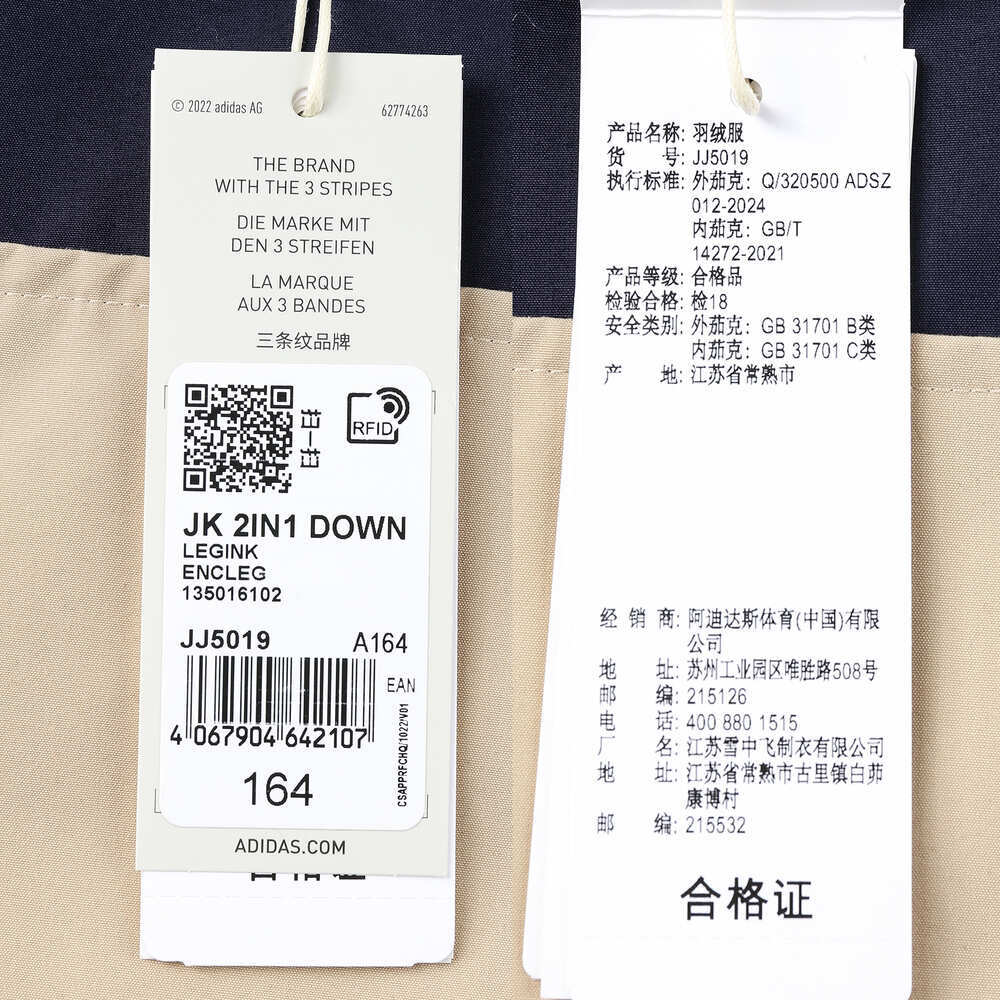 © 2022 adidas AG
62774263
THE BRAND
WITH THE 3 STRIPES
DIE MARKE MIT
DEN 3 STREIFEN
LA MARQUE
AUX 3 BANDES
三条纹品牌
扫一扫
RFID
JK 2IN1 DOWN
LEGINK
ENCLEG
135016102
JJ5019
A164
EAN
4 067904 642107
CSAPPRFCHQ/1022/V01
164
ADIDAS.COM
合格证
产品名称: 羽绒服
货 号: JJ5019
执行标准: 外茄克: Q/320500 ADSZ
012-2024
内茄克: GB/T
14272-2021
产品等级: 合格品
检验合格: 检18
安全类别: 外茄克: GB 31701 B类
内茄克: GB 31701 C类
产 地: 江苏省常熟市
经 销 商: 阿迪达斯体育(中国)有限
公司
地 址: 苏州工业园区唯胜路508号
邮 编: 215126
电 话: 400 880 1515
厂 名: 江苏雪中飞制衣有限公司
地 址: 江苏省常熟市古里镇白茆
康博村
邮 编: 215532
合格证